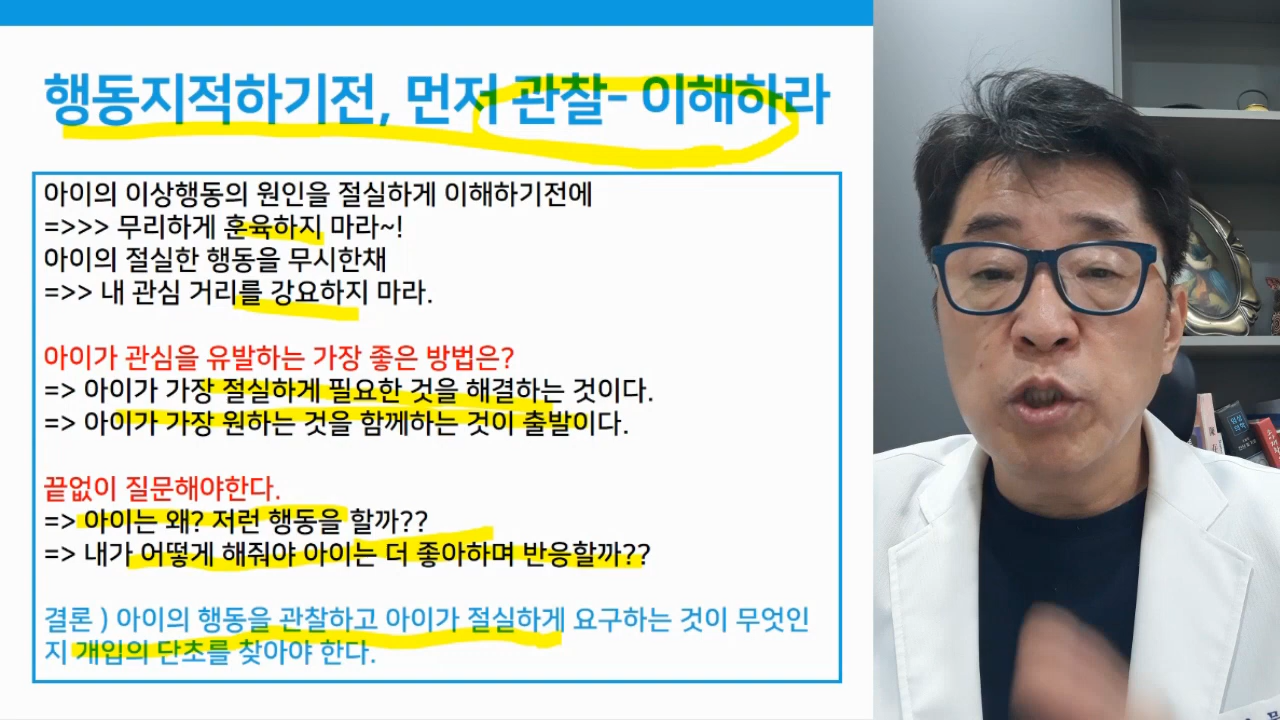 행동지적하기전, 먼저 관찰- 이해하라
아이의 이상행동의 원인을 절실하게 이해하기전에
=>>> 무리하게 훈육하지 마라~!
아이의 절실한 행동을 무시한채
=>> 내 관심 거리를 강요하지 마라.
아이가 관심을 유발하는 가장 좋은 방법은?
=> 아이가 가장 절실하게 필요한 것을 해결하는 것이다.
=> 아이가 가장 원하는 것을 함께하는 것이 출발이다.
끝없이 질문해야한다.
=> 아이는 왜? 저런 행동을 할까??
=> 내가 어떻게 해줘야 아이는 더 좋아하며 반응할까??
결론 ) 아이의 행동을 관찰하고 아이가 절실하게 요구하는 것이 무엇인
지 개입의 단초를 찾아야 한다.